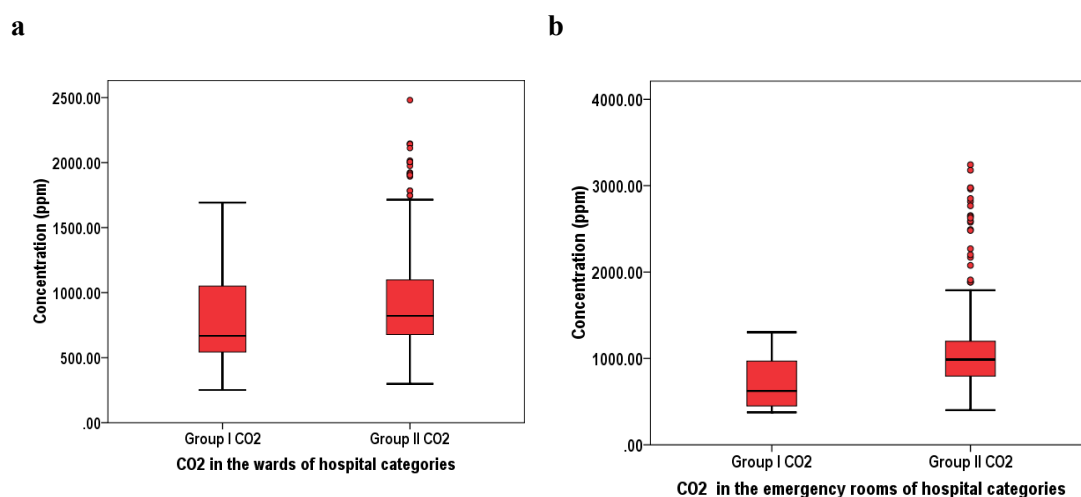 a
Concentration (ppm)
2500.00
2000.00
1500.00
1000.00
500.00
.00
Group I CO2
Group II CO2
CO2 in the wards of hospital categories
b
Concentration (ppm)
4000.00
3000.00
2000.00
1000.00
.00
Group I CO2
Group II CO2
CO2 in the emergency rooms of hospital categories